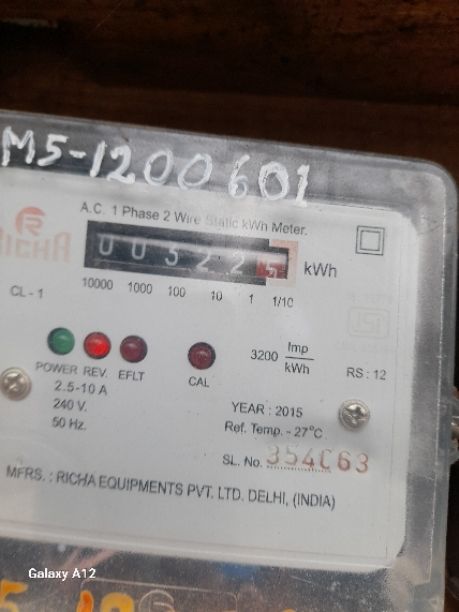 M5-1200601
A.C. 1 Phase 2 Wire Static kWh Meter.
RICHA
0 0 3 2 2 5 kWh
CL - 1
10000 1000 100 10 1 1/10
3200 Imp/kWh
RS : 12
POWER REV. EFLT CAL
2.5-10 A
240 V.
50 Hz.
YEAR : 2015
Ref. Temp. - 27°C
SL. No. 354C63
MFRS. : RICHA EQUIPMENTS PVT. LTD. DELHI, (INDIA)
Galaxy A12